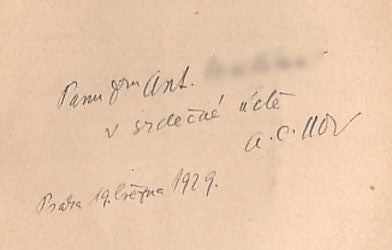 Panu Ant.
v srdečné úctě
A. C. Nor
Praha 19. března 1929.